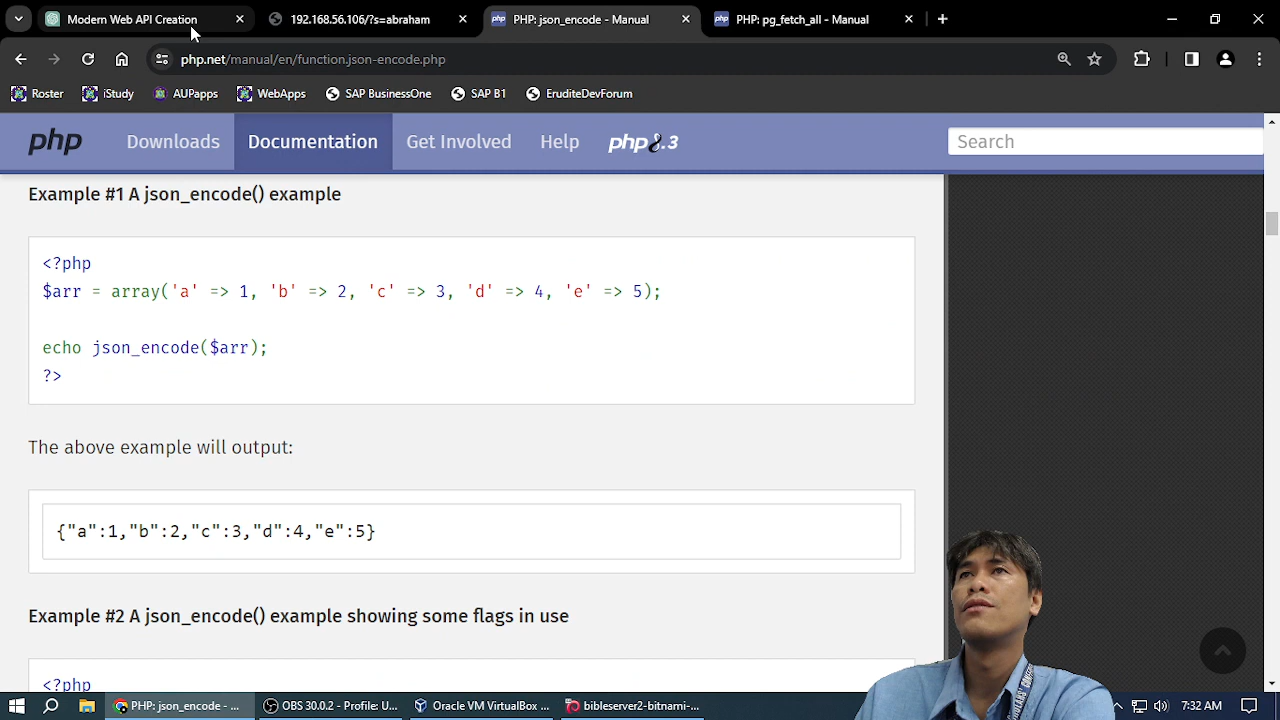 Modern Web API Creation
192.168.56.106/?s=abraham
PHP: json_encode - Manual
PHP: pg_fetch_all - Manual
php.net/manual/en/function.json-encode.php
Roster
iStudy
AUPapps
WebApps
SAP BusinessOne
SAP B1
EruditeDevForum
php
Downloads
Documentation
Get Involved
Help
php8.3
Search
Example #1 A json_encode() example
<?php
$arr = array('a' => 1, 'b' => 2, 'c' => 3, 'd' => 4, 'e' => 5);
echo json_encode($arr);
?>
The above example will output:
{"a":1,"b":2,"c":3,"d":4,"e":5}
Example #2 A json_encode() example showing some flags in use
<?php
PHP: json_encode - ...
OBS 30.0.2 - Profile: U...
Oracle VM VirtualBox ...
bibleserver2-bitnami-...
7:32 AM